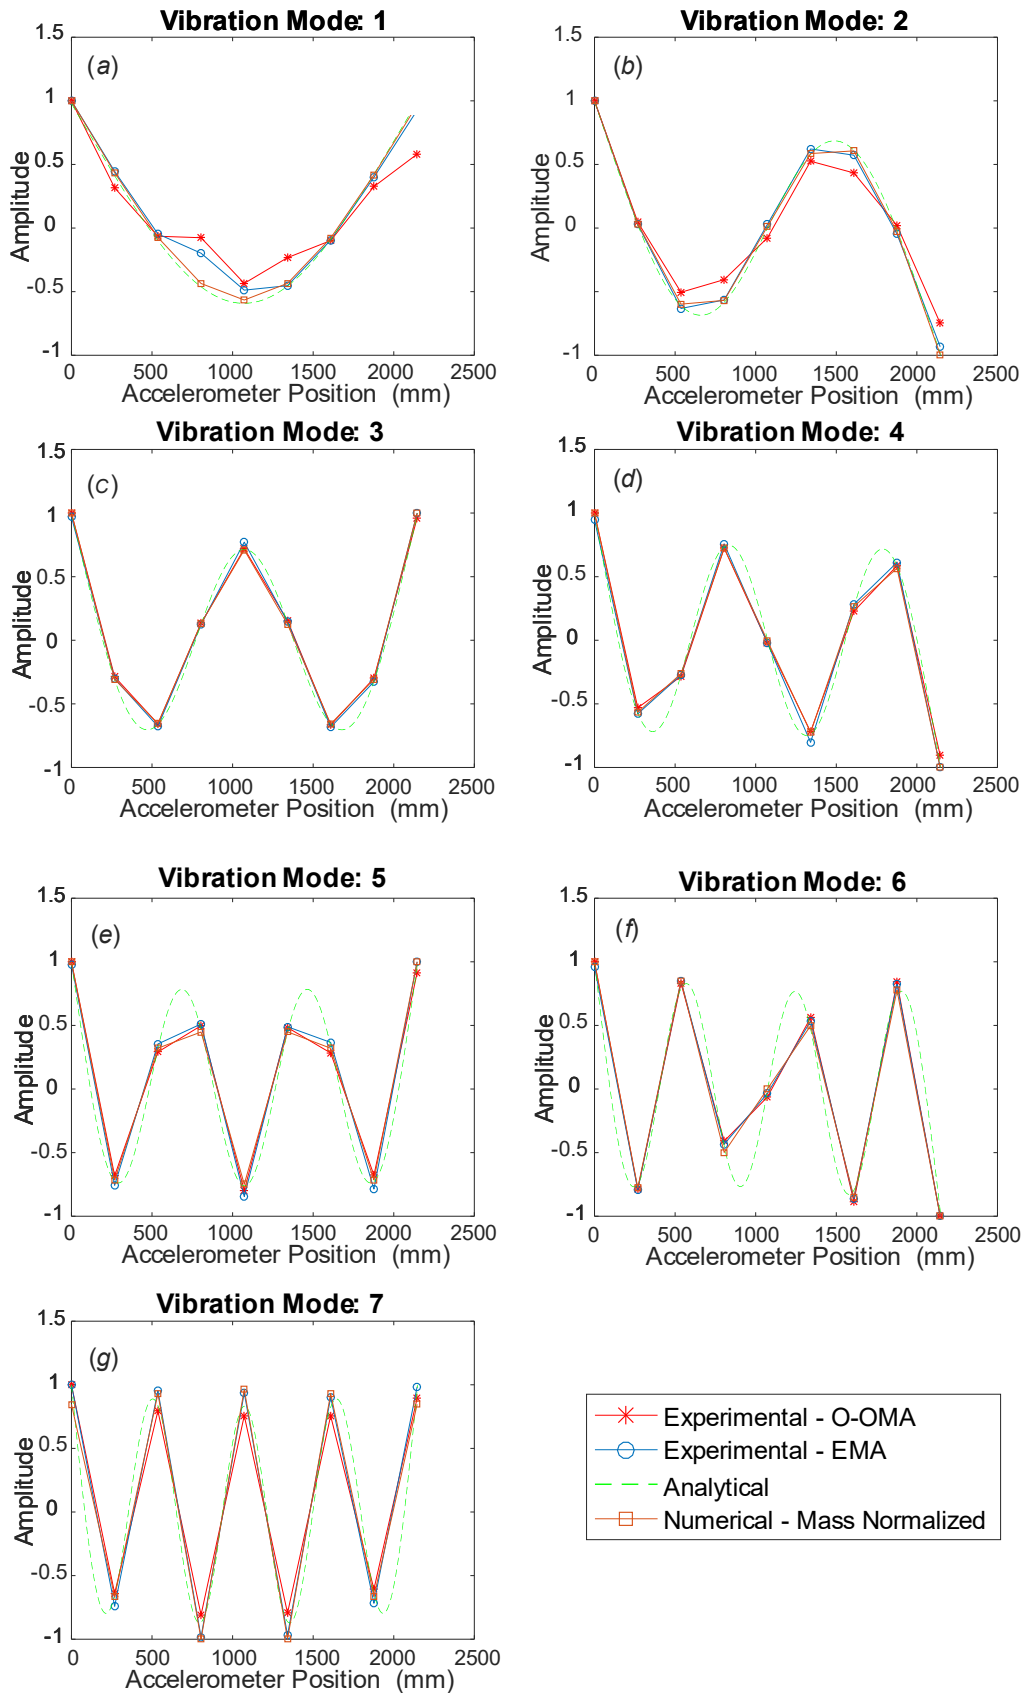 Vibration Mode: 1
(a)
1.5
1
0.5
0
-0.5
-1
Amplitude
0 500 1000 1500 2000 2500
Accelerometer Position (mm)
Vibration Mode: 2
(b)
1.5
1
0.5
0
-0.5
-1
Amplitude
0 500 1000 1500 2000 2500
Accelerometer Position (mm)
Vibration Mode: 3
(c)
1.5
1
0.5
0
-0.5
-1
Amplitude
0 500 1000 1500 2000 2500
Accelerometer Position (mm)
Vibration Mode: 4
(d)
1.5
1
0.5
0
-0.5
-1
Amplitude
0 500 1000 1500 2000 2500
Accelerometer Position (mm)
Vibration Mode: 5
(e)
1.5
1
0.5
0
-0.5
-1
Amplitude
0 500 1000 1500 2000 2500
Accelerometer Position (mm)
Vibration Mode: 6
(f)
1.5
1
0.5
0
-0.5
-1
Amplitude
0 500 1000 1500 2000 2500
Accelerometer Position (mm)
Vibration Mode: 7
(g)
1.5
1
0.5
0
-0.5
-1
Amplitude
0 500 1000 1500 2000 2500
Accelerometer Position (mm)
Experimental - O-OMA
Experimental - EMA
Analytical
Numerical - Mass Normalized